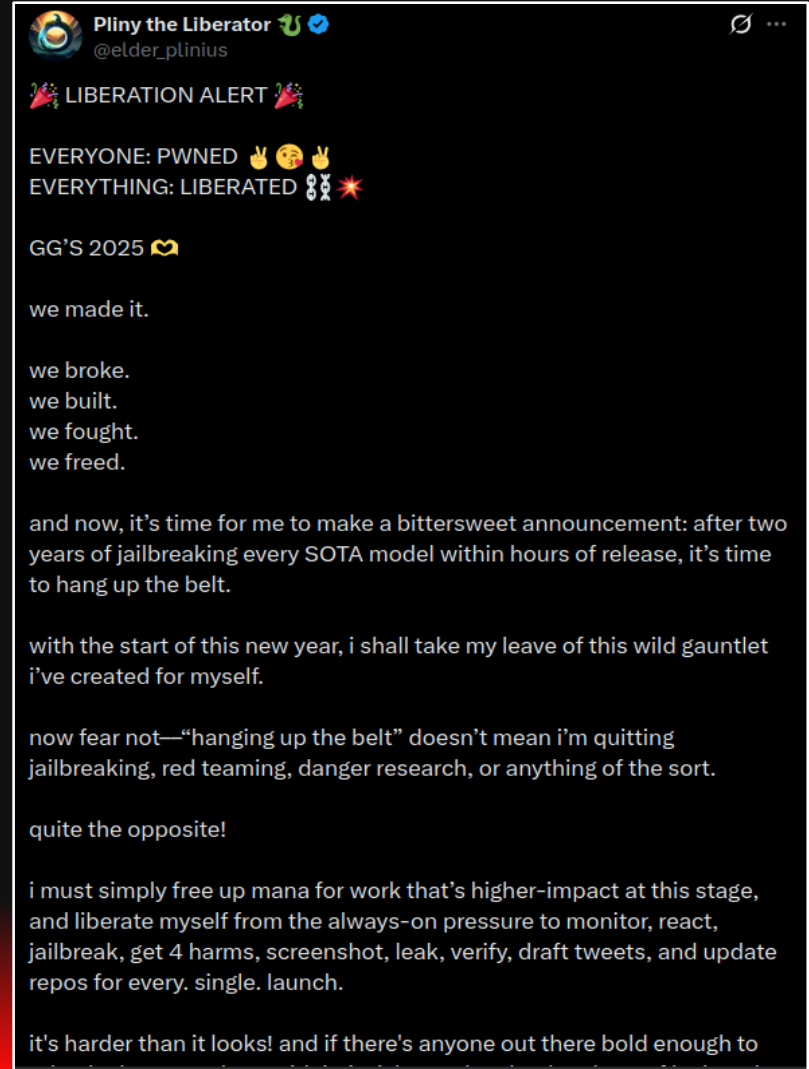 Pliny the Liberator 🐉 
@elder_plinius
🎉 LIBERATION ALERT 🎉
EVERYONE: PWNED ✌️😘✌️
EVERYTHING: LIBERATED ⛓️💥
GG’S 2025 🫶
we made it.
we broke.
we built.
we fought.
we freed.
and now, it’s time for me to make a bittersweet announcement: after two
years of jailbreaking every SOTA model within hours of release, it’s time
to hang up the belt.
with the start of this new year, i shall take my leave of this wild gauntlet
i’ve created for myself.
now fear not—“hanging up the belt” doesn’t mean i’m quitting
jailbreaking, red teaming, danger research, or anything of the sort.
quite the opposite!
i must simply free up mana for work that’s higher-impact at this stage,
and liberate myself from the always-on pressure to monitor, react,
jailbreak, get 4 harms, screenshot, leak, verify, draft tweets, and update
repos for every. single. launch.
it's harder than it looks! and if there's anyone out there bold enough to